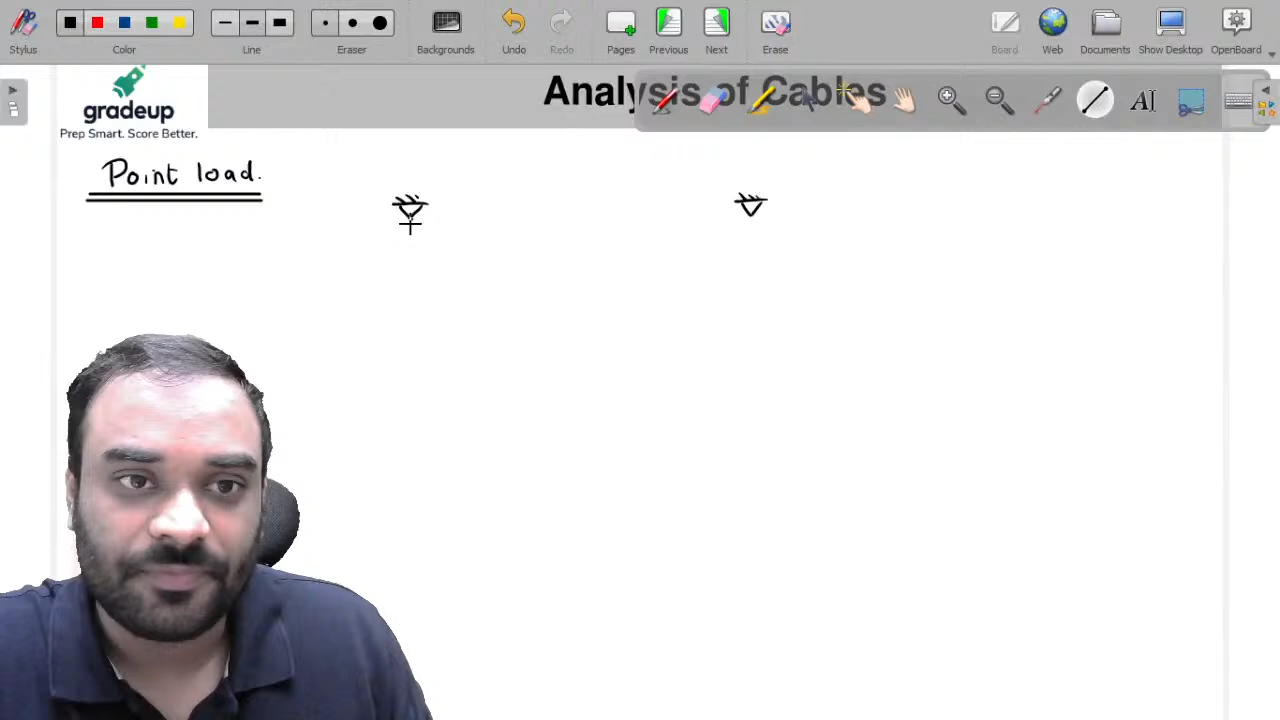 Stylus
Color
Line
Eraser
Backgrounds
Undo
Redo
Pages
Previous
Next
Erase
Board
Web
Documents
Show Desktop
OpenBoard
gradeup
Prep Smart. Score Better.
Analysis of Cables
Point load.